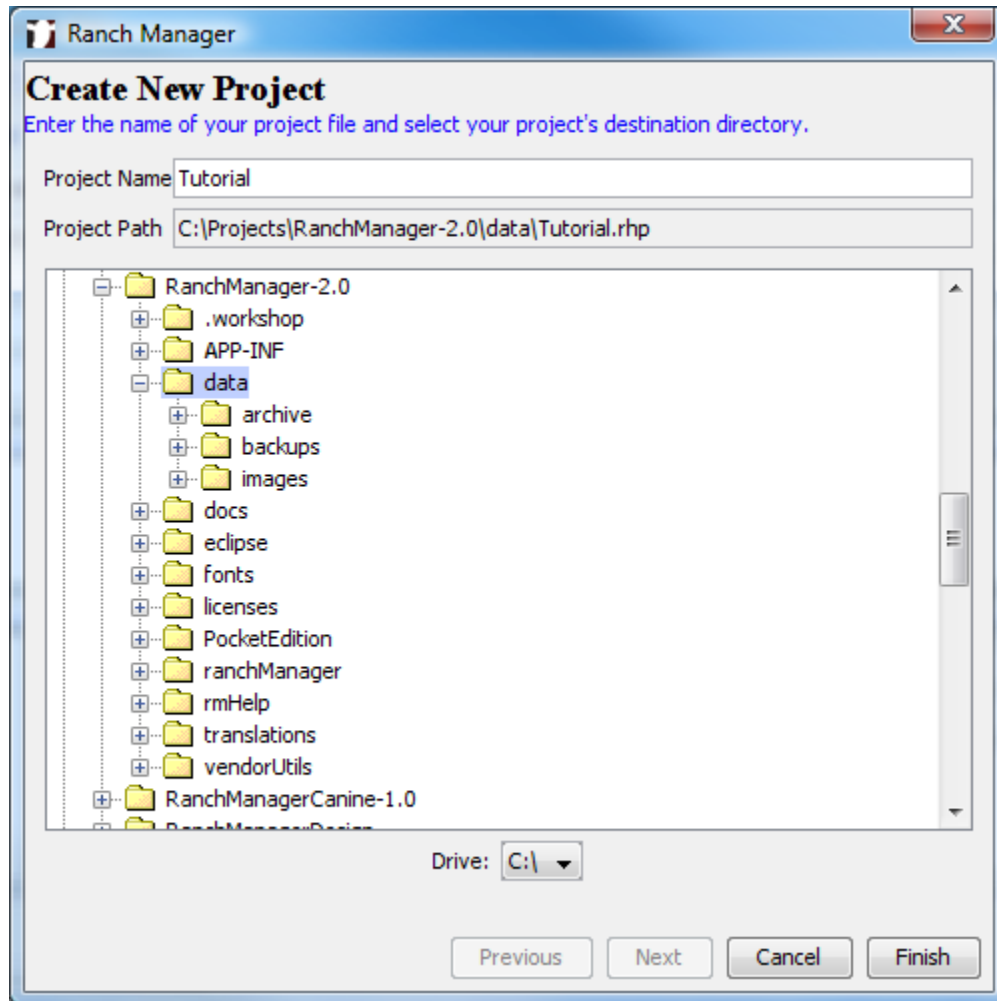 Ranch Manager
Create New Project
Enter the name of your project file and select your project's destination directory.
Project Name Tutorial
Project Path C:\Projects\RanchManager-2.0\data\Tutorial.rhp
RanchManager-2.0
.workshop
APP-INF
data
archive
backups
images
docs
eclipse
fonts
licenses
PocketEdition
ranchManager
rmHelp
translations
vendorUtils
RanchManagerCanine-1.0
RanchManagerDesign
Drive: C:\
Previous Next Cancel Finish